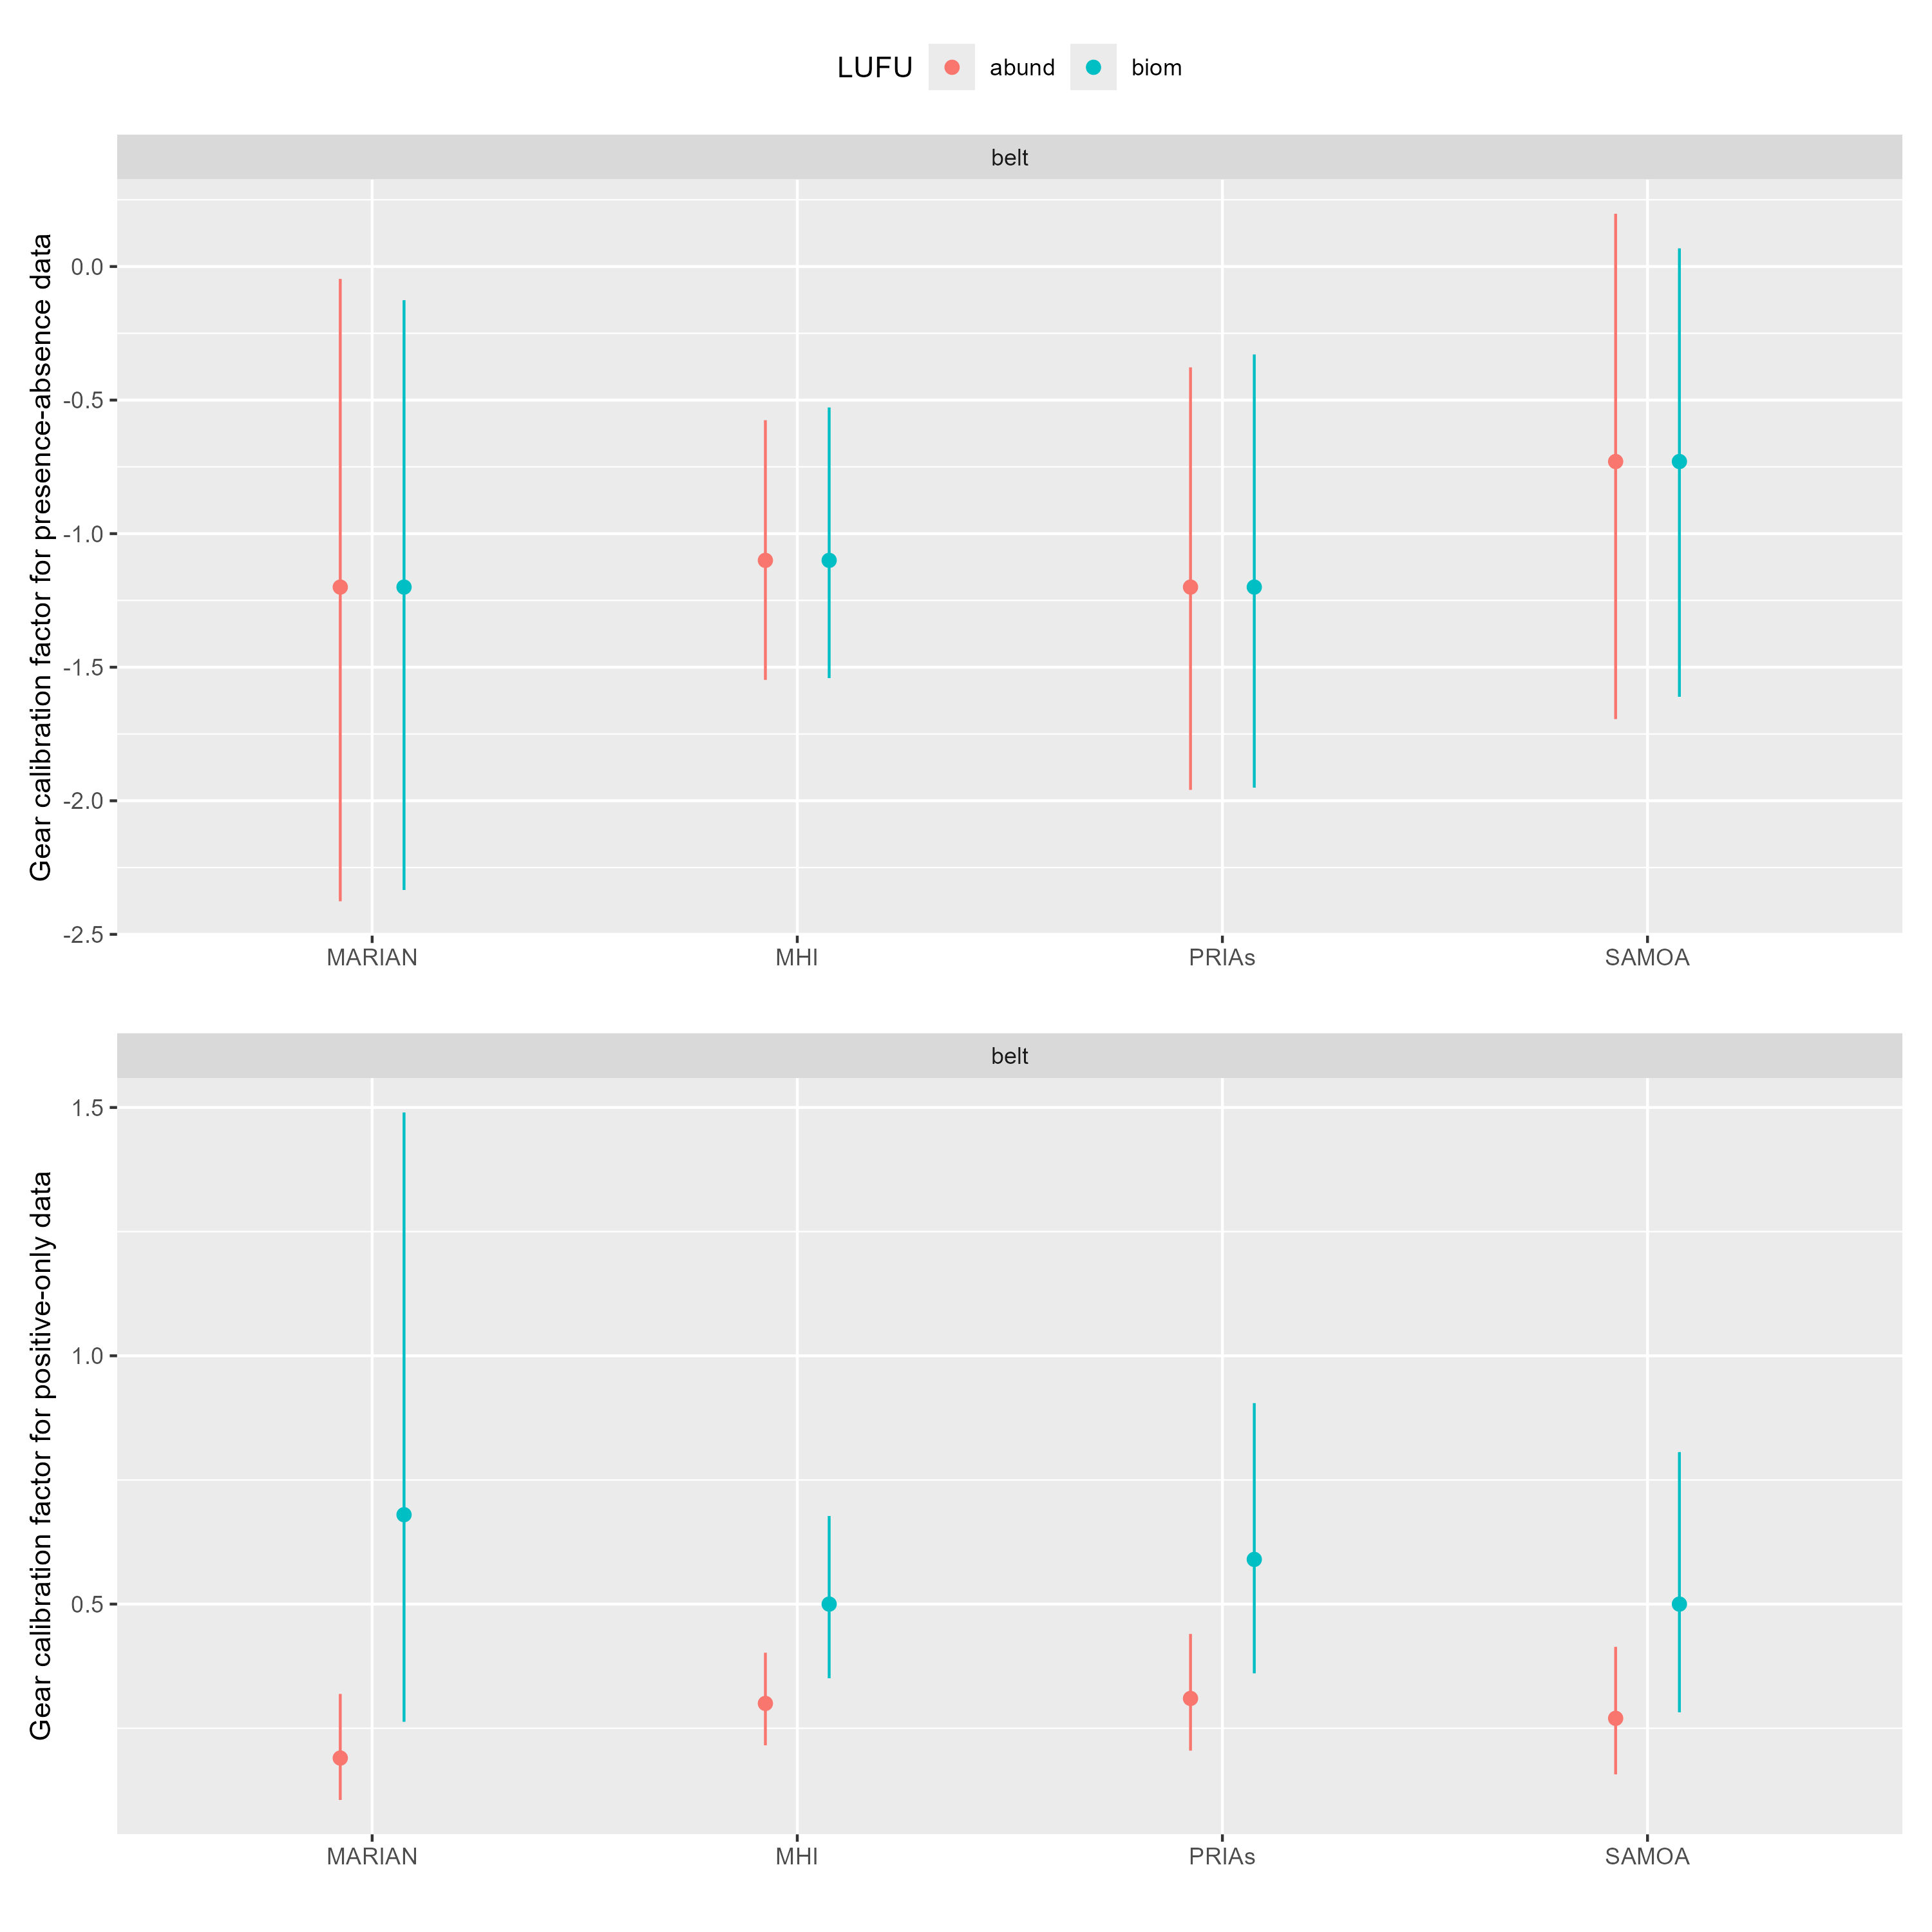 LUFU abund biom
belt
Gear calibration factor for presence-absence data
0.0
-0.5
-1.0
-1.5
-2.0
-2.5
MARIAN MHI PRIAs SAMOA
belt
Gear calibration factor for positive-only data
1.5
1.0
0.5
MARIAN MHI PRIAs SAMOA